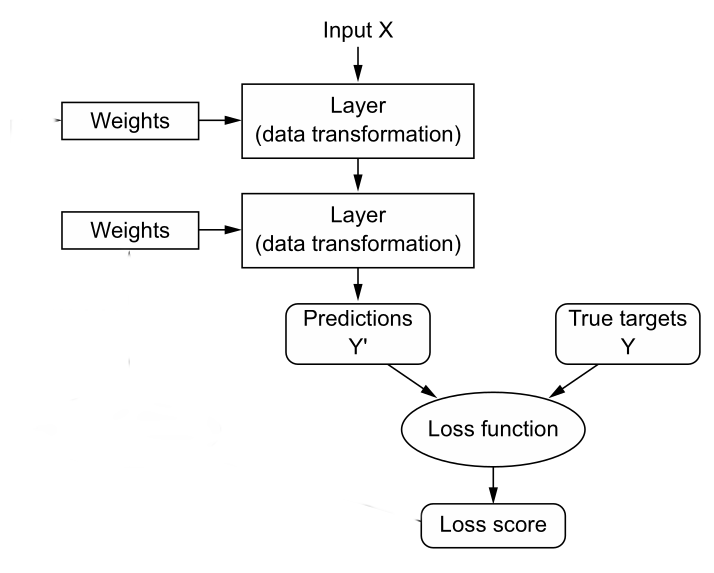 Input X
Layer
(data transformation)
Weights
Layer
(data transformation)
Weights
Predictions
Y'
True targets
Y
Loss function
Loss score